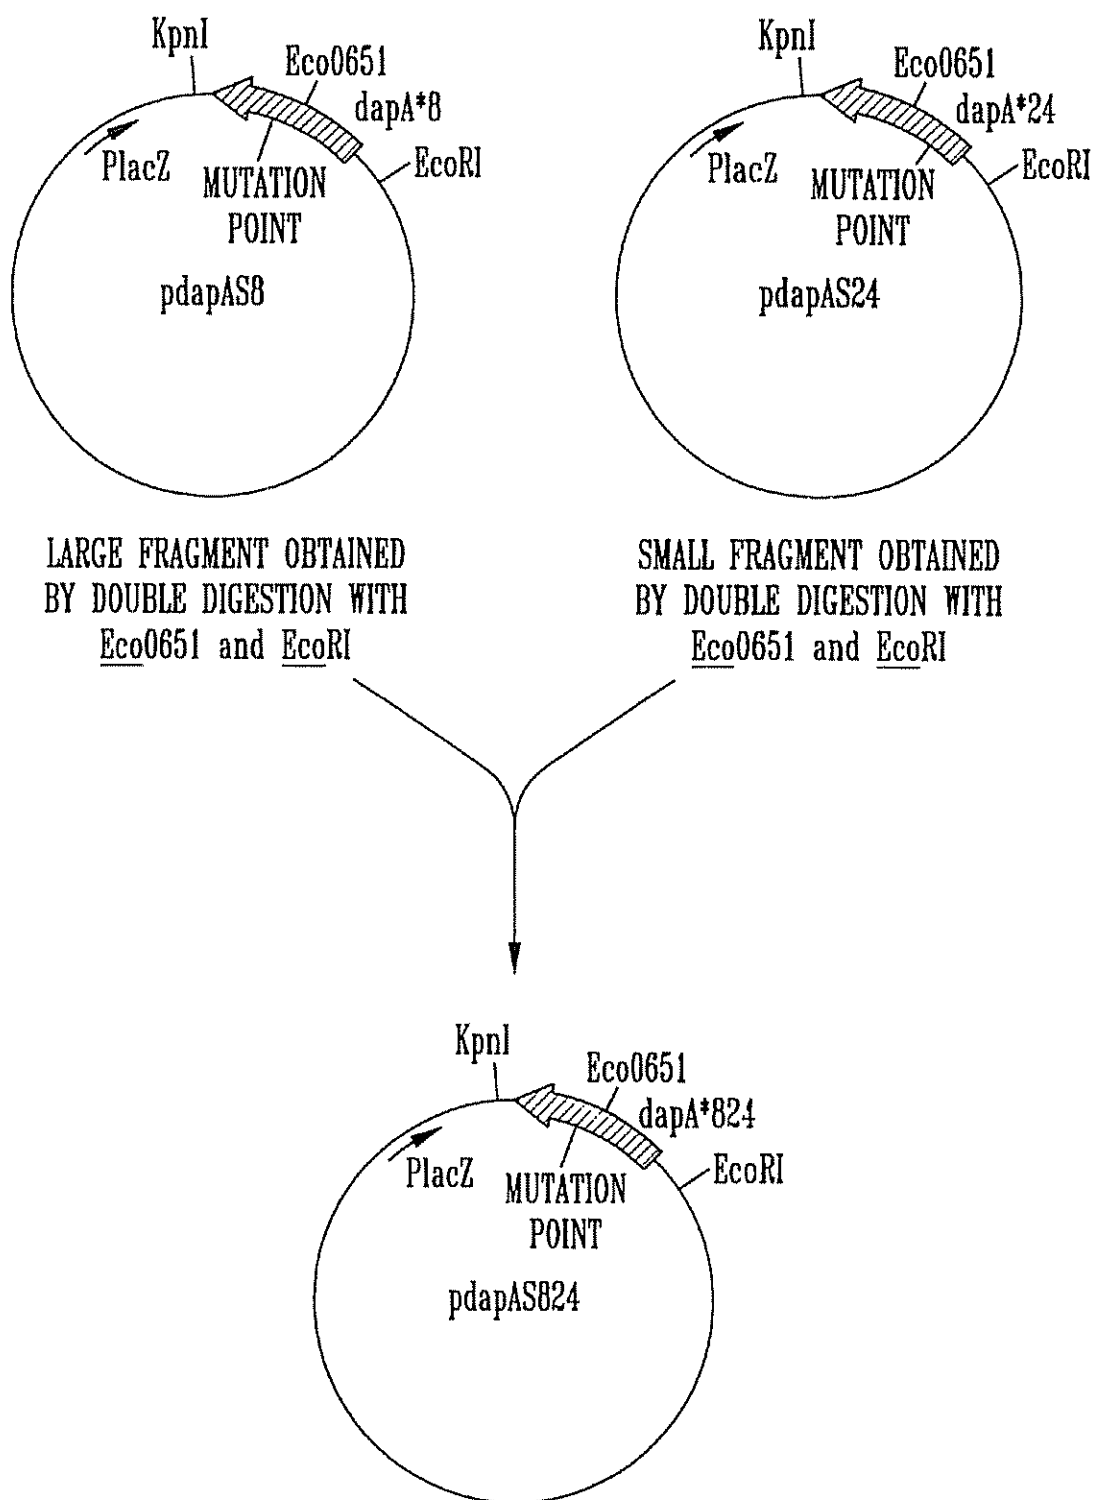 KpnI
Eco0651
dapA*8
EcoRI
PlacZ
MUTATION
POINT
pdapAS8
KpnI
Eco0651
dapA*24
EcoRI
PlacZ
MUTATION
POINT
pdapAS24
LARGE FRAGMENT OBTAINED
BY DOUBLE DIGESTION WITH
Eco0651 and EcoRI
SMALL FRAGMENT OBTAINED
BY DOUBLE DIGESTION WITH
Eco0651 and EcoRI
KpnI
Eco0651
dapA*824
EcoRI
PlacZ
MUTATION
POINT
pdapAS824